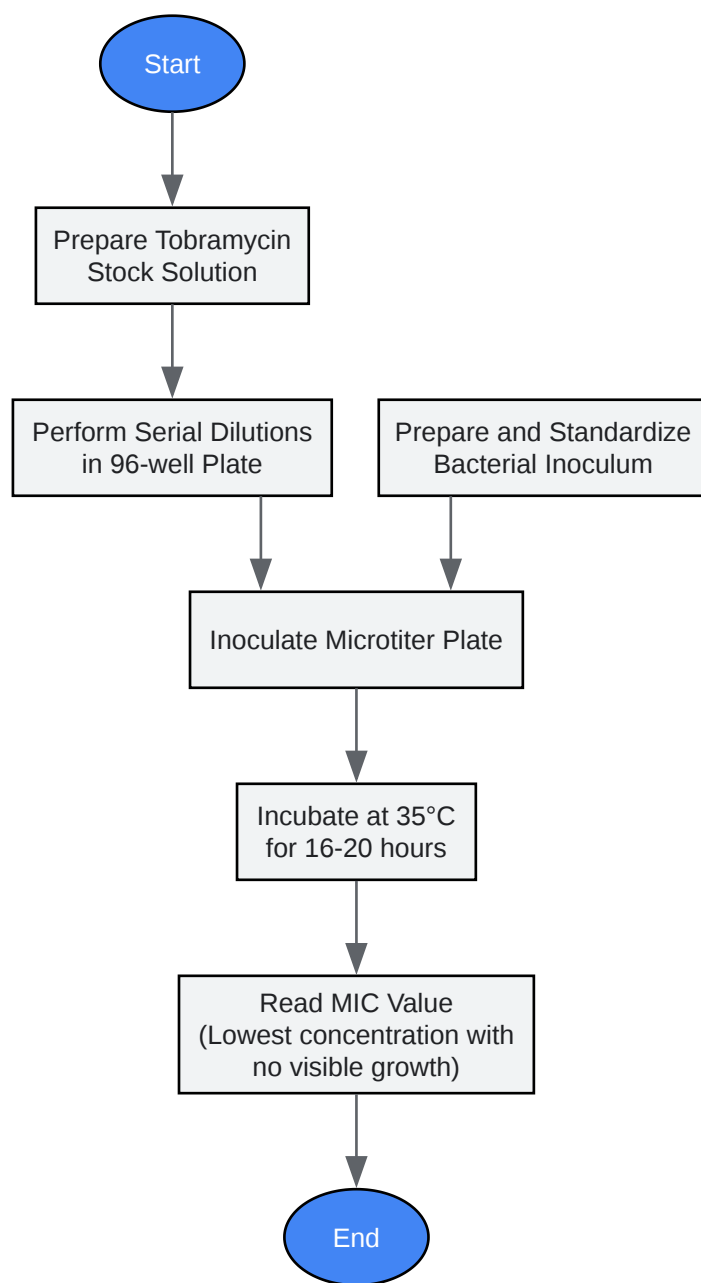 Start
Prepare Tobramycin
Stock Solution
Perform Serial Dilutions
in 96-well Plate
Prepare and Standardize
Bacterial Inoculum
Inoculate Microtiter Plate
Incubate at 35°C
for 16-20 hours
Read MIC Value
(Lowest concentration with
no visible growth)
End